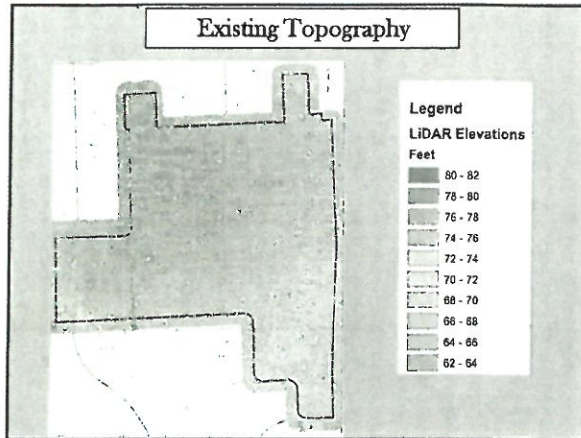 Existing Topography
Legend
LiDAR Elevations
Feet
80 - 82
78 - 80
76 - 78
74 - 76
72 - 74
70 - 72
68 - 70
66 - 68
64 - 66
62 - 64